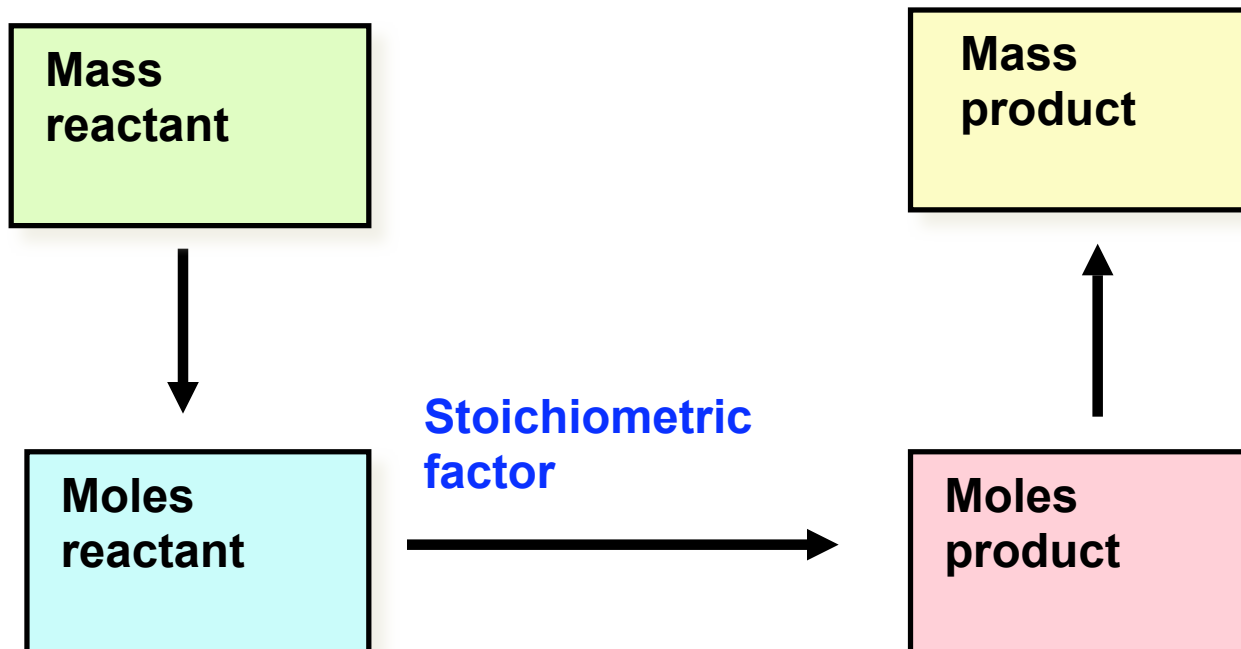 Mass
reactant
Mass
product
Stoichiometric
factor
Moles
reactant
Moles
product